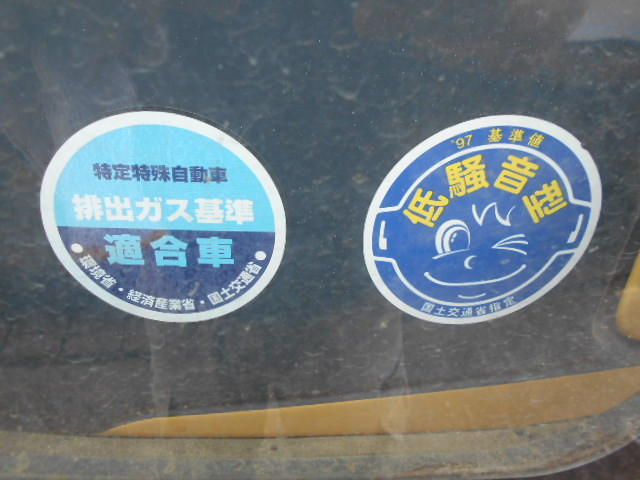 特定特殊自動車
排出ガス基準
適合車
●環境省・経済産業省・国土交通省●
'97 基準値
低騒音型
国土交通省指定